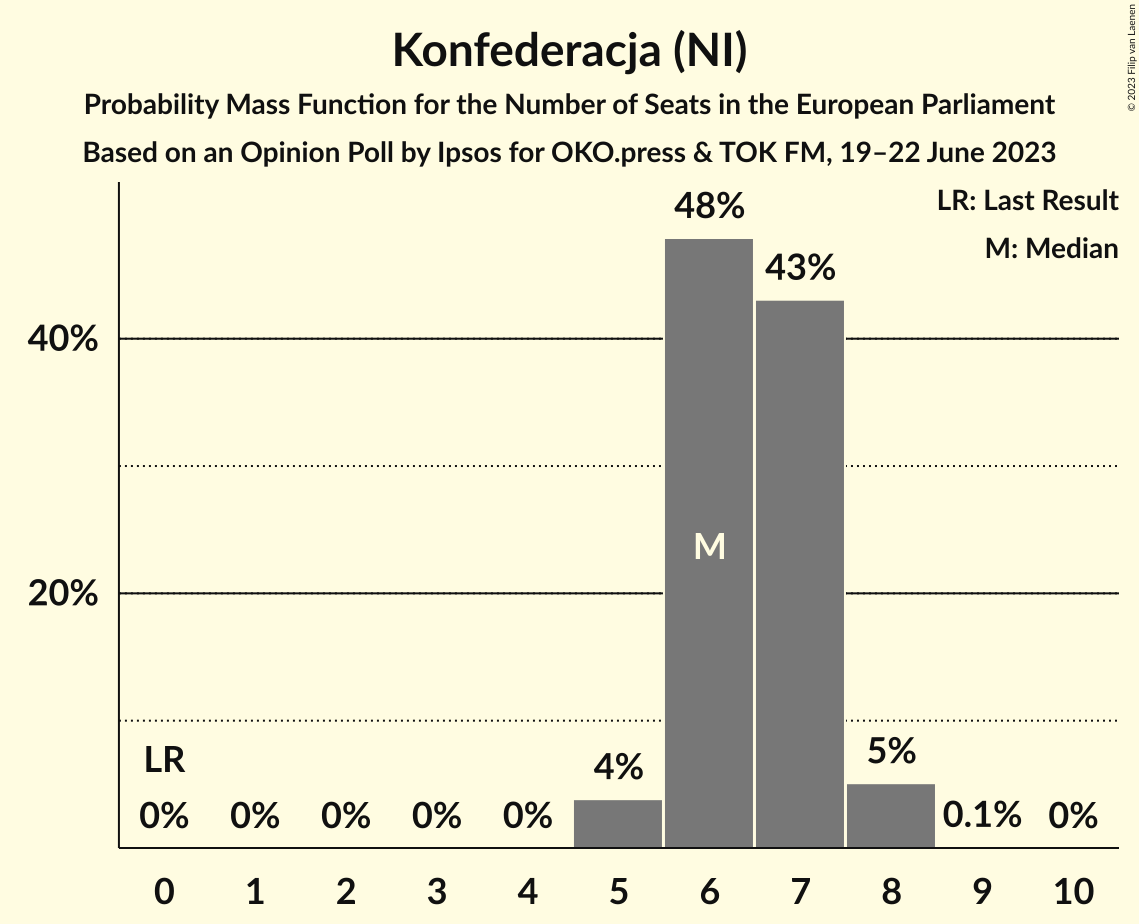 Konfederacja (NI)
Probability Mass Function for the Number of Seats in the European Parliament
Based on an Opinion Poll by Ipsos for OKO.press & TOK FM, 19–22 June 2023
© 2023 Filip van Laenen
LR: Last Result
M: Median
48%
43%
40%
M
20%
LR
4%
5%
0% 0% 0% 0% 0% 0.1% 0%
0 1 2 3 4 5 6 7 8 9 10